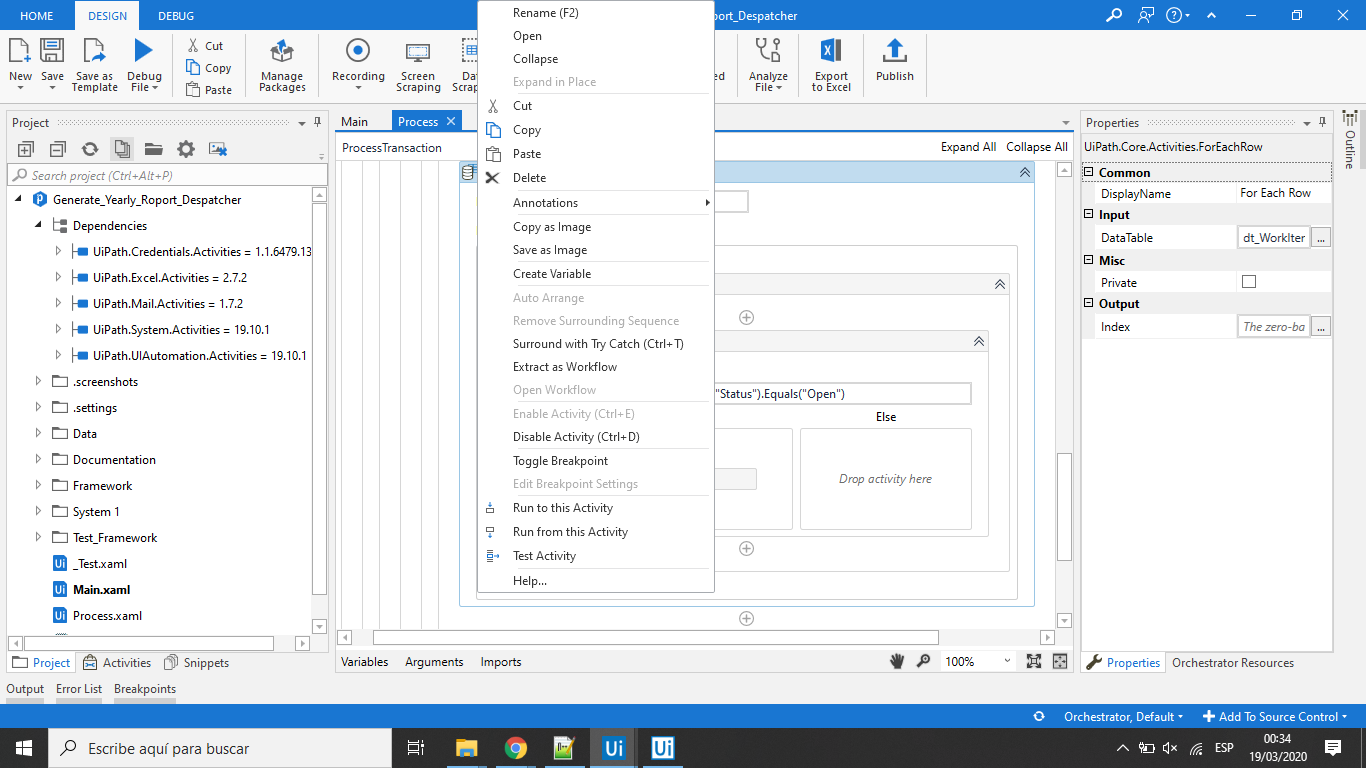 HOME
DESIGN
DEBUG
port_Despatcher
New
Save
Save as Template
Debug File
Cut
Copy
Paste
Manage Packages
Recording
Screen Scraping
Analyze File
Export to Excel
Publish
Rename (F2)
Open
Collapse
Expand in Place
Cut
Copy
Paste
Delete
Annotations
Copy as Image
Save as Image
Create Variable
Auto Arrange
Remove Surrounding Sequence
Surround with Try Catch (Ctrl+T)
Extract as Workflow
Open Workflow
Enable Activity (Ctrl+E)
Disable Activity (Ctrl+D)
Toggle Breakpoint
Edit Breakpoint Settings
Run to this Activity
Run from this Activity
Test Activity
Help...
Project
Search project (Ctrl+Alt+P)
Generate_Yearly_Roport_Despatcher
Dependencies
UiPath.Credentials.Activities = 1.1.6479.13
UiPath.Excel.Activities = 2.7.2
UiPath.Mail.Activities = 1.7.2
UiPath.System.Activities = 19.10.1
UiPath.UIAutomation.Activities = 19.10.1
.screenshots
.settings
Data
Documentation
Framework
System 1
Test_Framework
_Test.xaml
Main.xaml
Process.xaml
Project
Activities
Snippets
Main
Process
ProcessTransaction
Expand All
Collapse All
"Status").Equals("Open")
Else
Drop activity here
Variables
Arguments
Imports
100%
Properties
UiPath.Core.Activities.ForEachRow
Common
DisplayName For Each Row
Input
DataTable dt_WorkIter ...
Misc
Private
Output
Index The zero-ba ...
Outline
Properties
Orchestrator Resources
Output
Error List
Breakpoints
Orchestrator, Default
Add To Source Control
Escribe aquí para buscar
ESP
00:34
19/03/2020